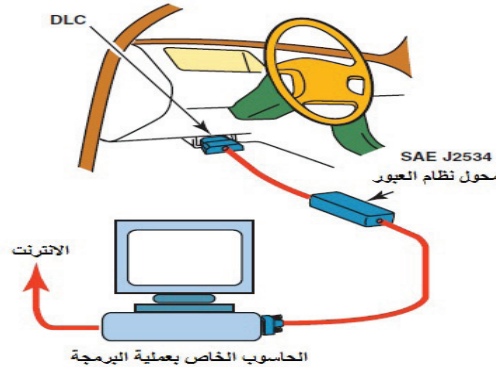 DLC
SAE J2534
محول نظام العبور
الانترنت
الحاسوب الخاص بعملية البرمجة